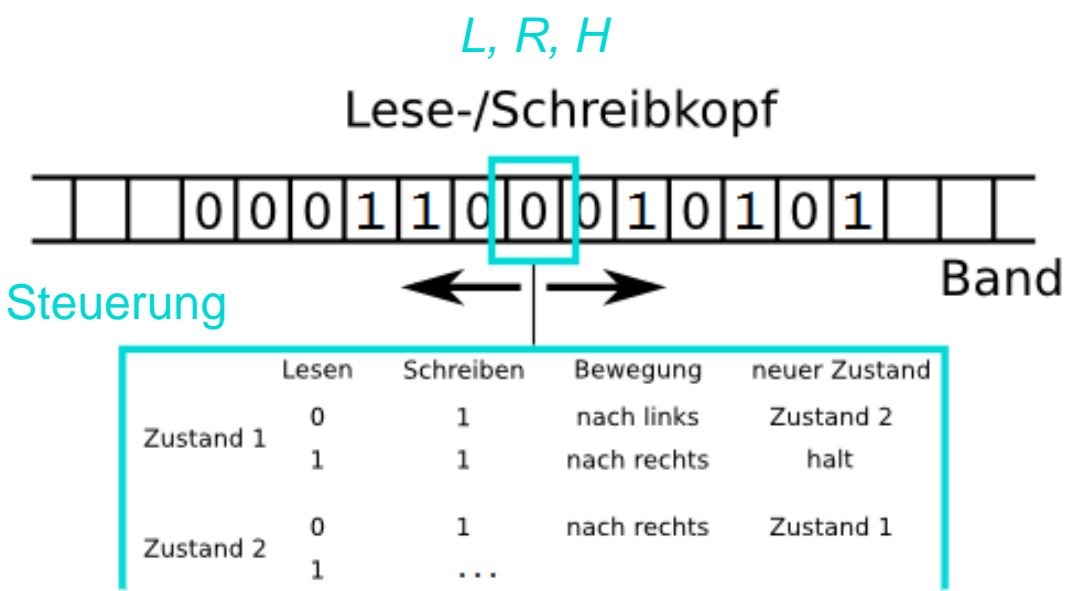 L, R, H
Lese-/Schreibkopf
0 0 0 1 1 0 0 0 1 0 1 0 1
Band
Steuerung
Lesen Schreiben Bewegung neuer Zustand
Zustand 1
0 1 nach links Zustand 2
1 1 nach rechts halt
Zustand 2
0 1 nach rechts Zustand 1
1 ...